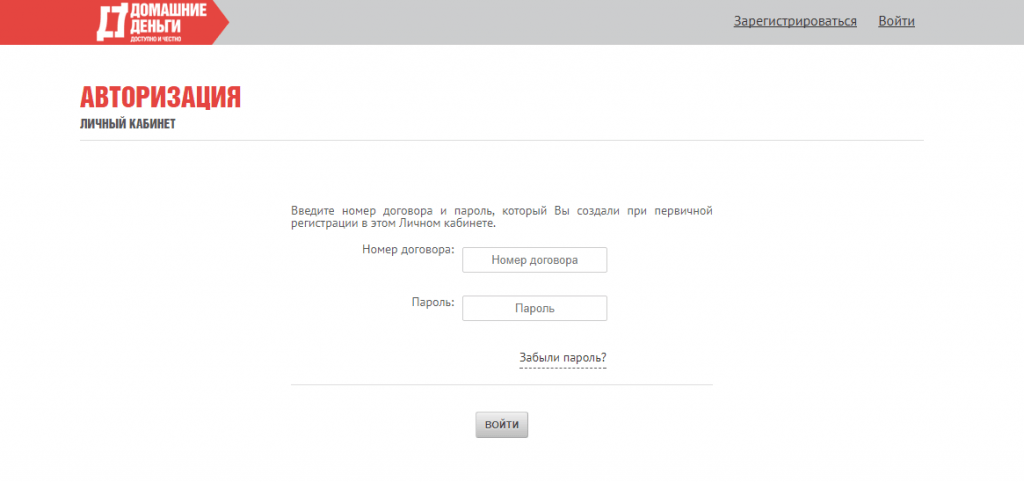 ДОМАШНИЕ
ДЕНЬГИ
ДОСТУПНО И ЧЕСТНО
Зарегистрироваться Войти
АВТОРИЗАЦИЯ
ЛИЧНЫЙ КАБИНЕТ
Введите номер договора и пароль, который Вы создали при первичной
регистрации в этом Личном кабинете.
Номер договора: Номер договора
Пароль: Пароль
Забыли пароль?
ВОЙТИ